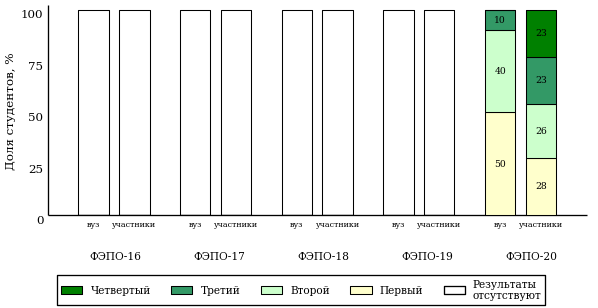 Доля студентов, %
100
75
50
25
0
10
40
50
23
23
26
28
вуз участники вуз участники вуз участники вуз участники вуз участники
ФЭПО-16 ФЭПО-17 ФЭПО-18 ФЭПО-19 ФЭПО-20
Четвертый Третий Второй Первый Результаты
отсутствуют